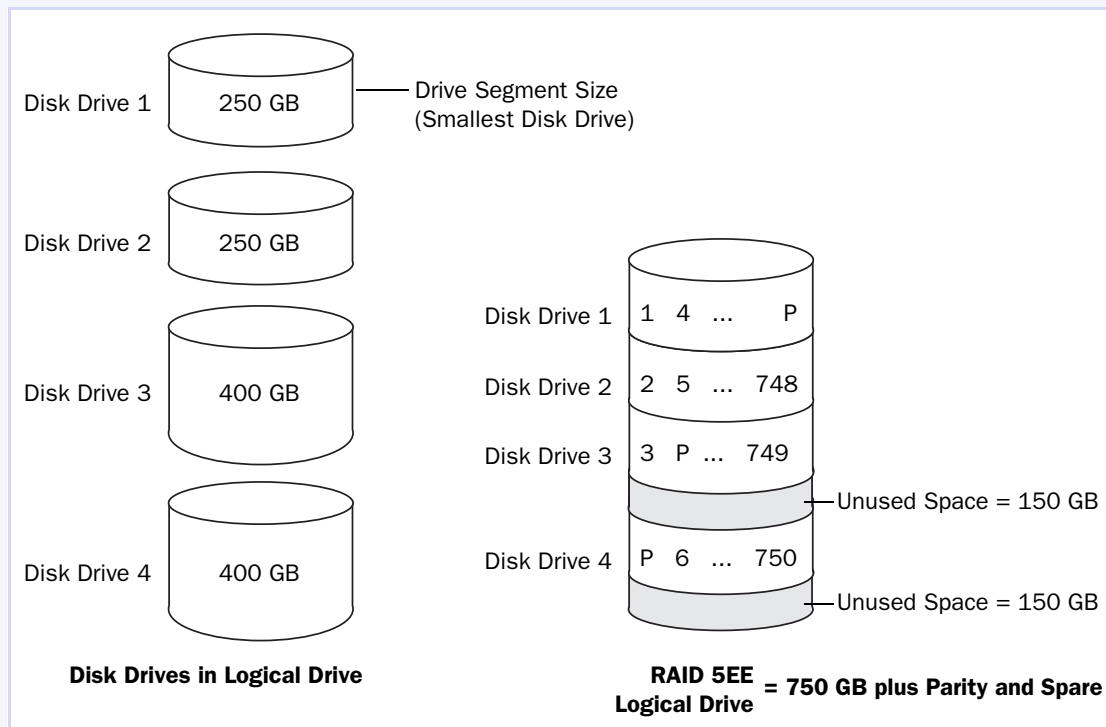 Disk Drive 1
250 GB
Drive Segment Size
(Smallest Disk Drive)
Disk Drive 2
250 GB
Disk Drive 3
400 GB
Disk Drive 4
400 GB
Disk Drives in Logical Drive
Disk Drive 1
1 4 ... P
Disk Drive 2
2 5 ... 748
Disk Drive 3
3 P ... 749
Unused Space = 150 GB
Disk Drive 4
P 6 ... 750
Unused Space = 150 GB
RAID 5EE
Logical Drive
= 750 GB plus Parity and Spare